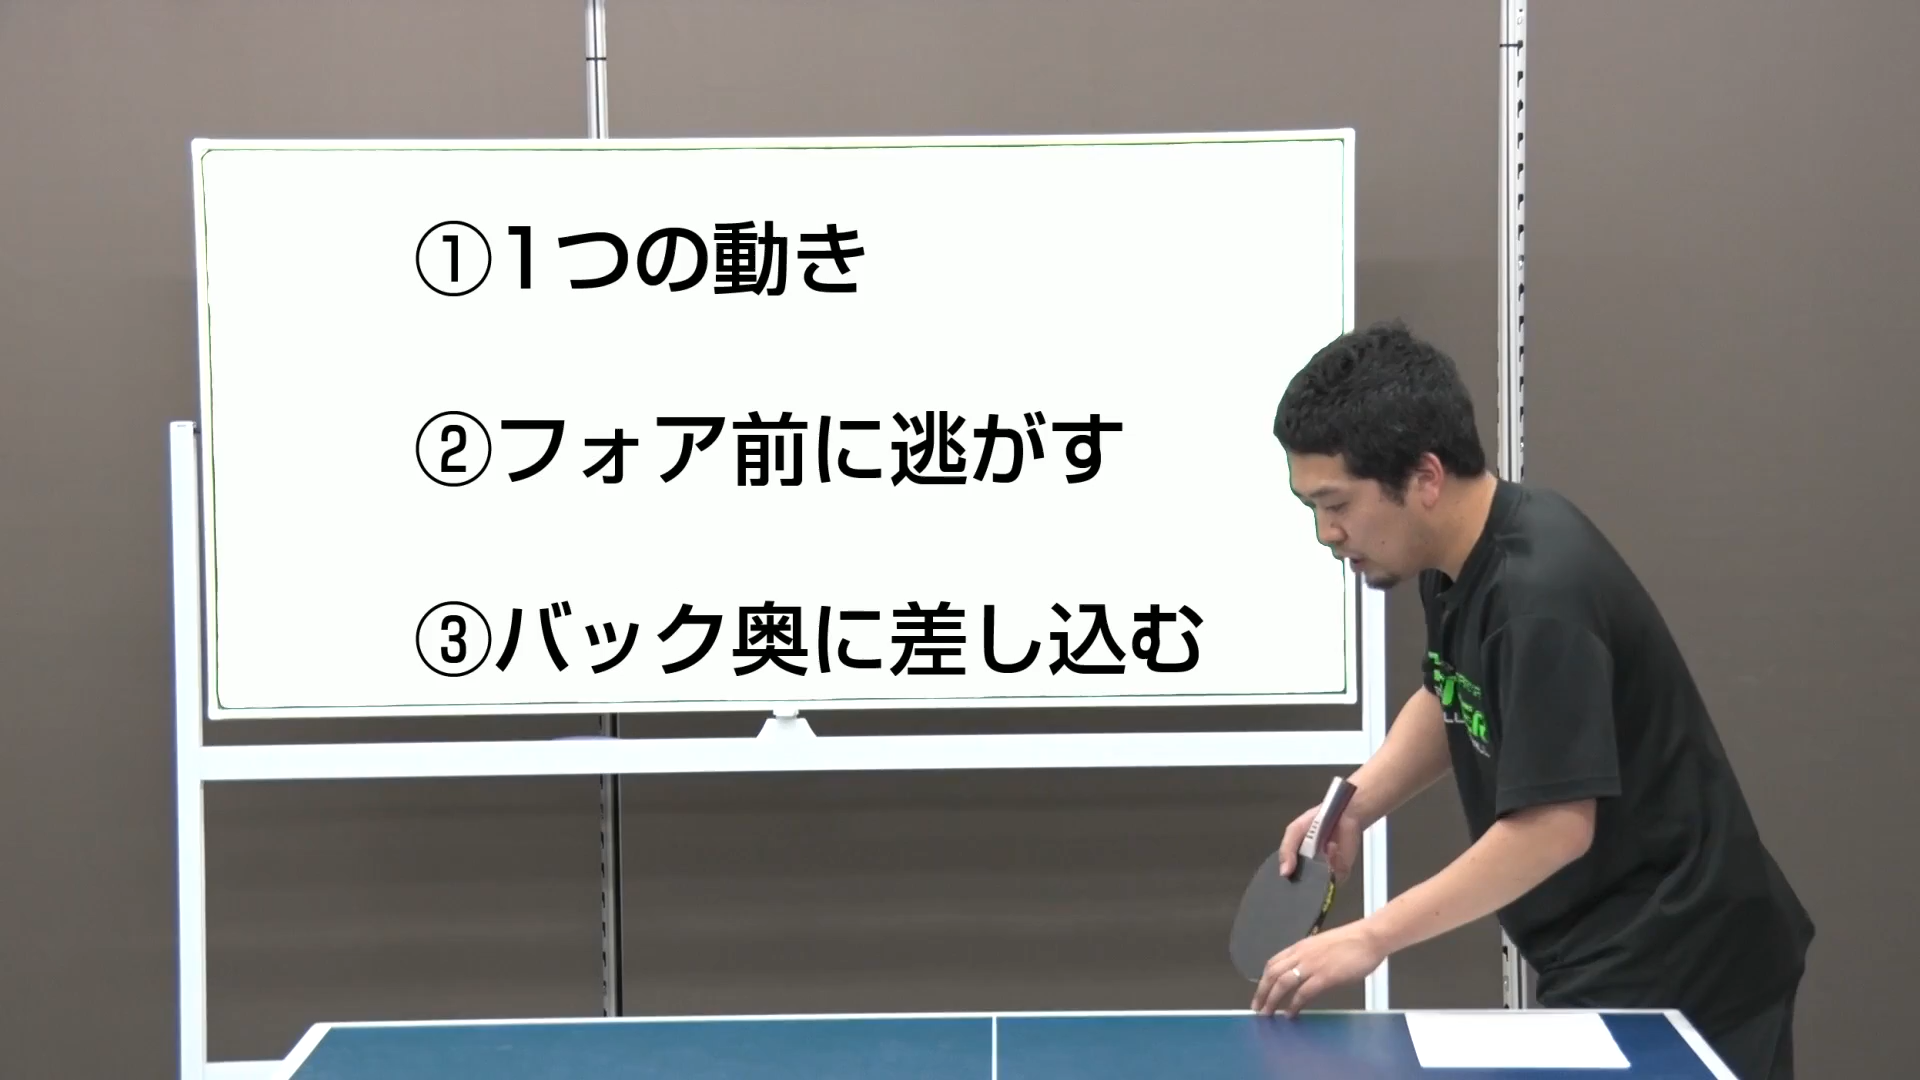 ①1つの動き
②フォア前に逃がす
③バック奥に差し込む